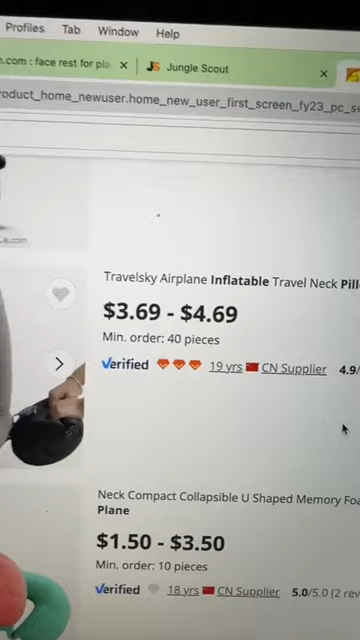 Profiles Tab Window Help
n.com : face rest for pla × JS Jungle Scout ×
roduct_home_newuser.home_new_user_first_screen_fy23_pc_se
Travelsky Airplane Inflatable Travel Neck Pill
$3.69 - $4.69
Min. order: 40 pieces
Verified 19 yrs CN Supplier 4.9/
Neck Compact Collapsible U Shaped Memory Foa
Plane
$1.50 - $3.50
Min. order: 10 pieces
Verified 18 yrs CN Supplier 5.0/5.0 (2 rev